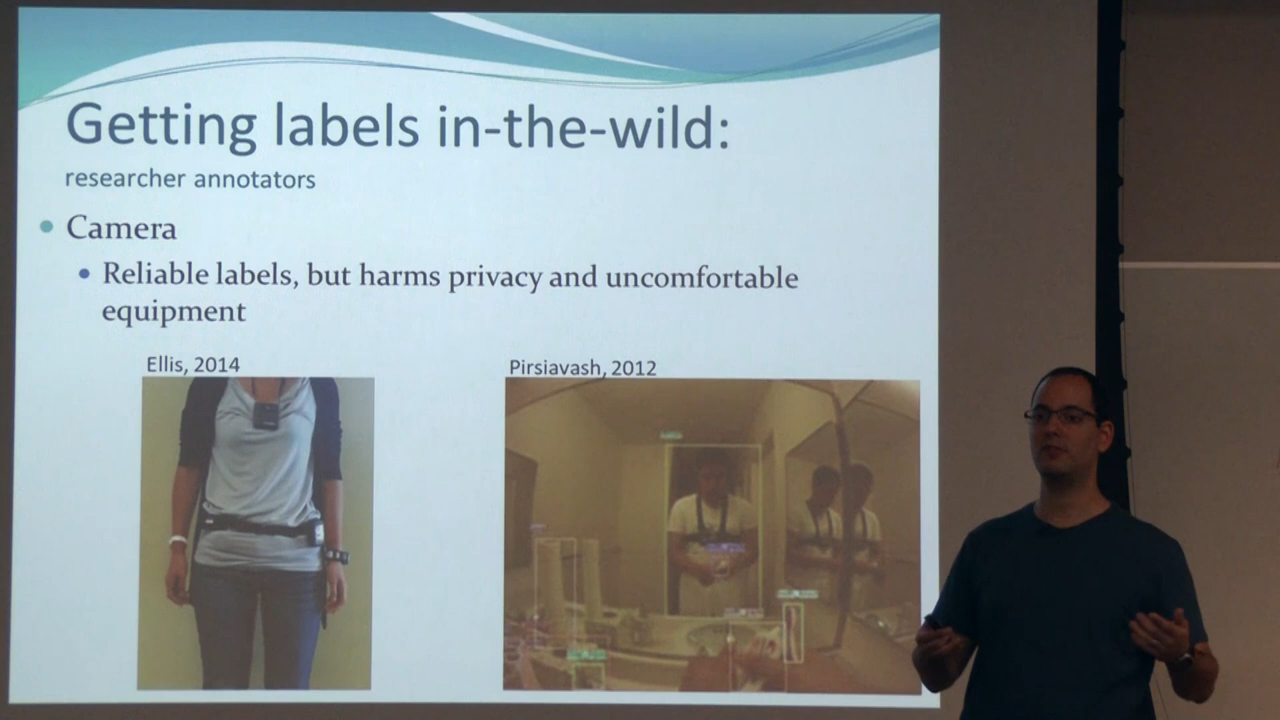 Getting labels in-the-wild:
researcher annotators
Camera
Reliable labels, but harms privacy and uncomfortable
equipment
Ellis, 2014
Pirsiavash, 2012